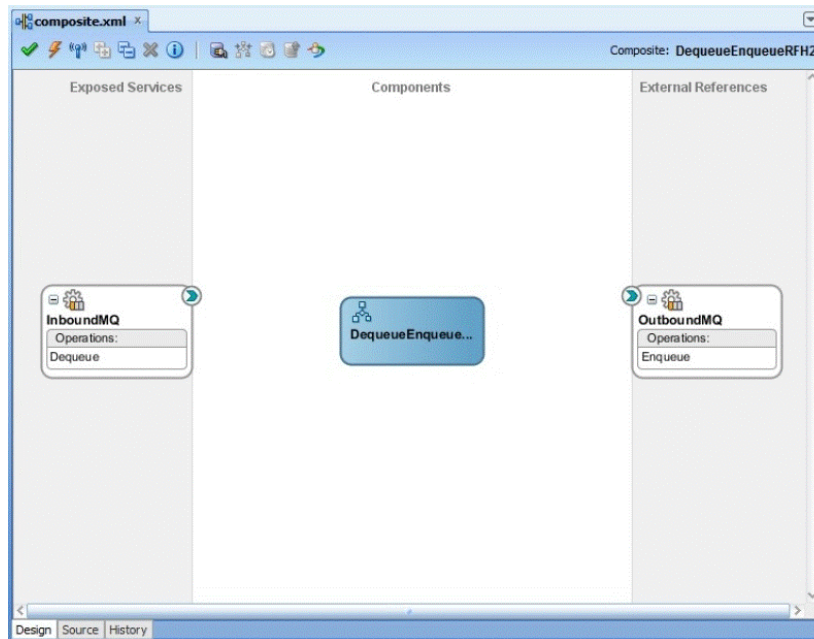 composite.xml
Composite: DequeueEnqueueRFH2
Exposed Services
Components
External References
InboundMQ
Operations:
Dequeue
DequeueEnqueue...
OutboundMQ
Operations:
Enqueue
Design Source History